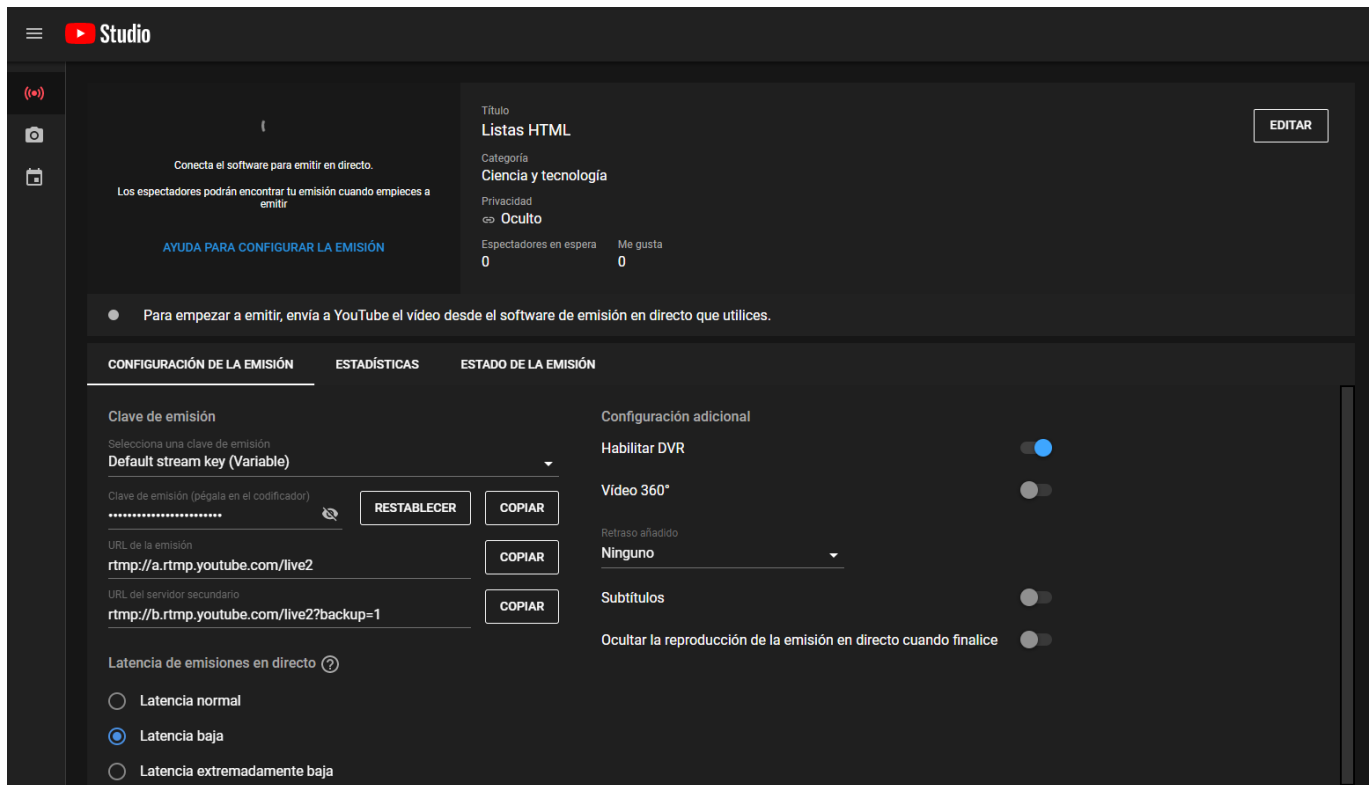 Studio
Conecta el software para emitir en directo.
Los espectadores podrán encontrar tu emisión cuando empieces a
emitir
AYUDA PARA CONFIGURAR LA EMISIÓN
Título
Listas HTML
EDITAR
Categoría
Ciencia y tecnología
Privacidad
Oculto
Espectadores en espera Me gusta
0 0
Para empezar a emitir, envía a YouTube el vídeo desde el software de emisión en directo que utilices.
CONFIGURACIÓN DE LA EMISIÓN ESTADÍSTICAS ESTADO DE LA EMISIÓN
Clave de emisión
Selecciona una clave de emisión
Default stream key (Variable)
Clave de emisión (pégala en el codificador)
••••••••••••••••••••••••
RESTABLECER COPIAR
URL de la emisión
rtmp://a.rtmp.youtube.com/live2
COPIAR
URL del servidor secundario
rtmp://b.rtmp.youtube.com/live2?backup=1
COPIAR
Latencia de emisiones en directo ?
Latencia normal
Latencia baja
Latencia extremadamente baja
Configuración adicional
Habilitar DVR
Vídeo 360°
Retraso añadido
Ninguno
Subtítulos
Ocultar la reproducción de la emisión en directo cuando finalice